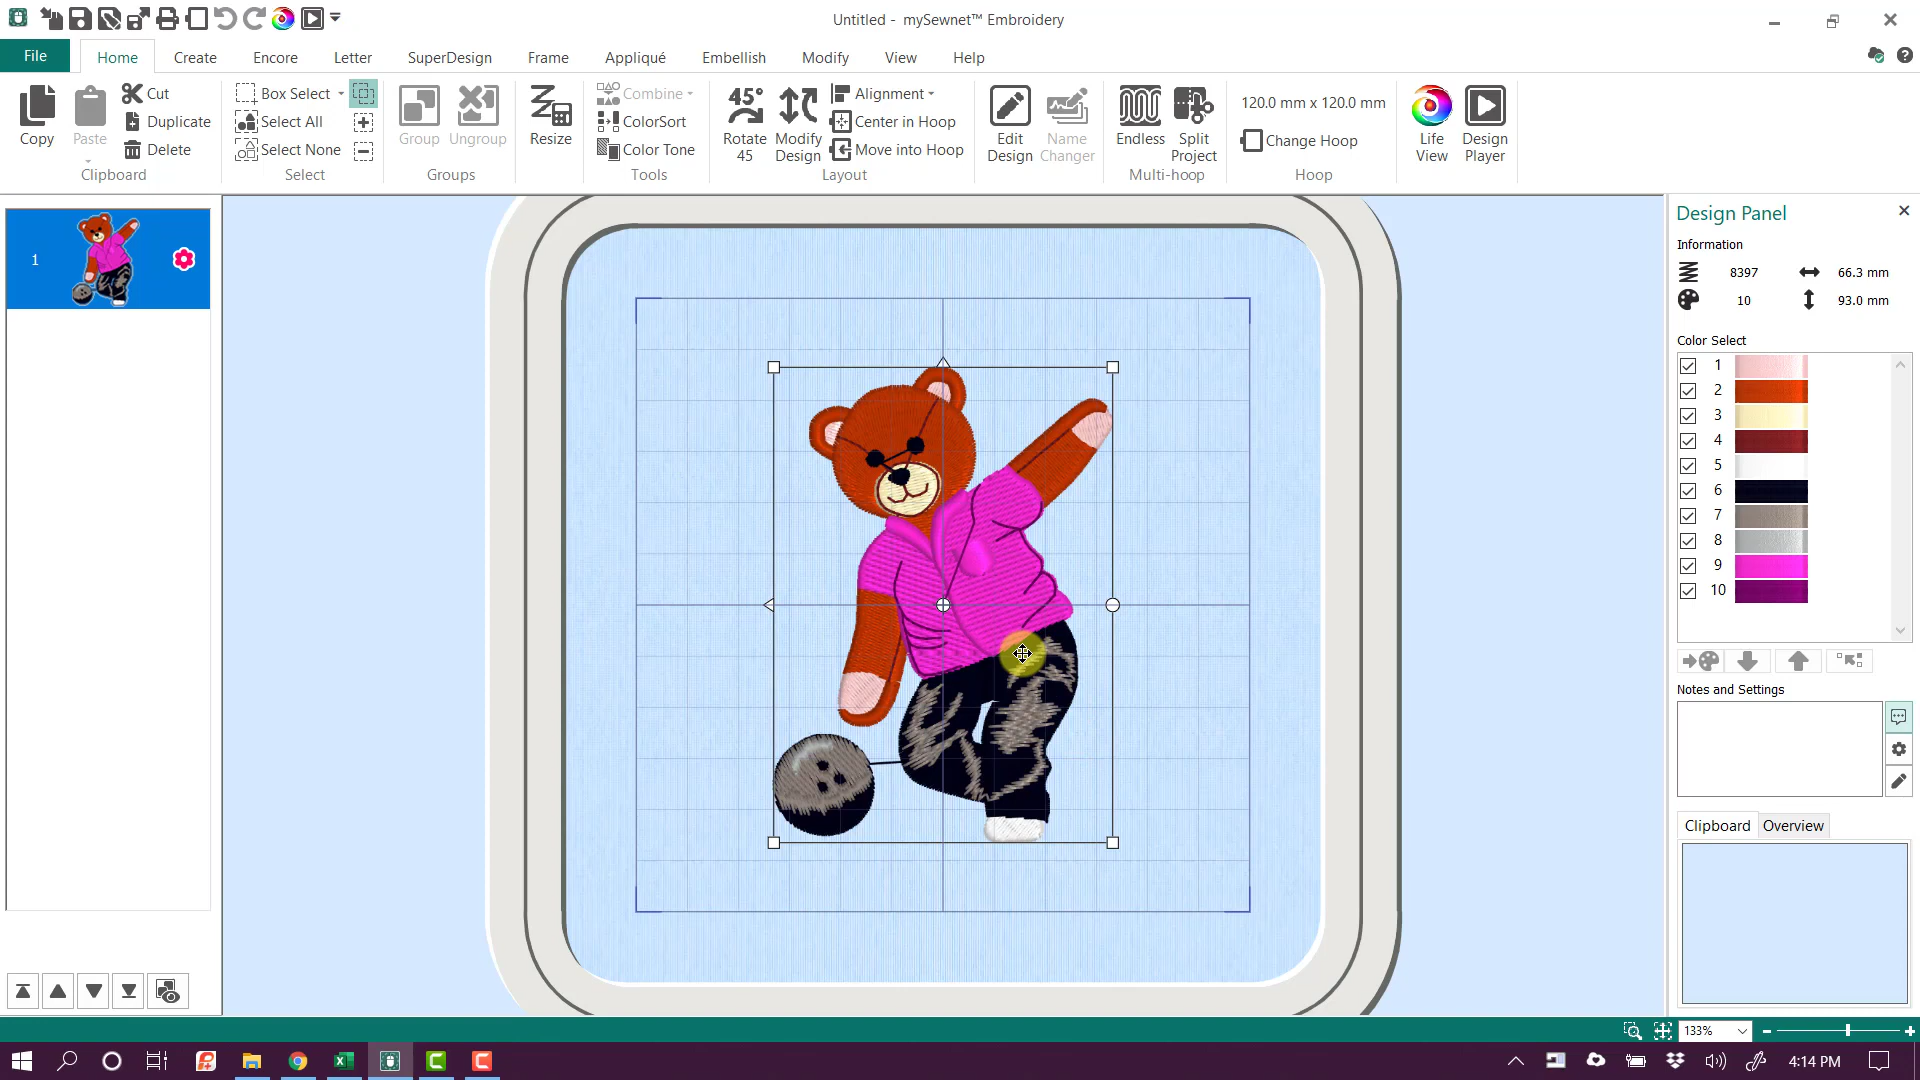 Untitled - mySewnet™ Embroidery
File
Home
Create
Encore
Letter
SuperDesign
Frame
Appliqué
Embellish
Modify
View
Help
Copy
Paste
Cut
Duplicate
Delete
Clipboard
Box Select
Select All
Select None
Select
Group
Ungroup
Groups
Resize
Combine
ColorSort
Color Tone
Tools
45°
Rotate
45
Modify
Design
Alignment
Center in Hoop
Move into Hoop
Layout
Edit
Design
Name
Changer
Endless
Split
Project
Multi-hoop
120.0 mm x 120.0 mm
Change Hoop
Hoop
Life
View
Design
Player
1
Design Panel
Information
8397
66.3 mm
10
93.0 mm
Color Select
1
2
3
4
5
6
7
8
9
10
Notes and Settings
Clipboard
Overview
133%
4:14 PM